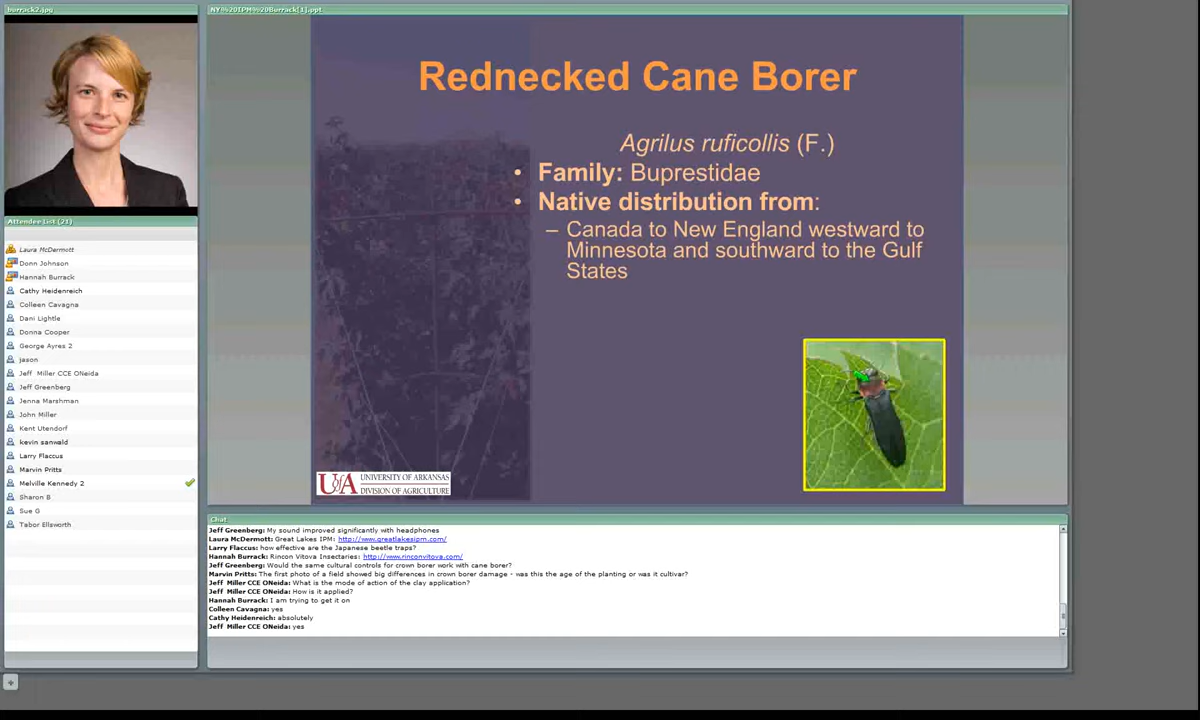 burrack2.jpg
NY%20IPM%20Burrack[1].ppt
Rednecked Cane Borer
Agrilus ruficollis (F.)
• Family: Buprestidae
• Native distribution from:
– Canada to New England westward to
Minnesota and southward to the Gulf
States
UofA UNIVERSITY OF ARKANSAS
DIVISION OF AGRICULTURE
Attendee List (21)
Laura McDermott
Donn Johnson
Hannah Burrack
Cathy Heidenreich
Colleen Cavagna
Dani Lightle
Donna Cooper
George Ayres 2
jason
Jeff Miller CCE ONeida
Jeff Greenberg
Jenna Marshman
John Miller
Kent Utendorf
kevin sanwald
Larry Flaccus
Marvin Pritts
Melville Kennedy 2
Sharon B
Sue G
Tabor Ellsworth
Chat
Jeff Greenberg: My sound improved significantly with headphones
Laura McDermott: Great Lakes IPM: http://www.greatlakesipm.com/
Larry Flaccus: how effective are the Japanese beetle traps?
Hannah Burrack: Rincon Vitova Insectaries: http://www.rinconvitova.com/
Jeff Greenberg: Would the same cultural controls for crown borer work with cane borer?
Marvin Pritts: The first photo of a field showed big differences in crown borer damage - was this the age of the planting or was it cultivar?
Jeff Miller CCE ONeida: What is the mode of action of the clay application?
Jeff Miller CCE ONeida: How is it applied?
Hannah Burrack: I am trying to get it on
Colleen Cavagna: yes
Cathy Heidenreich: absolutely
Jeff Miller CCE ONeida: yes